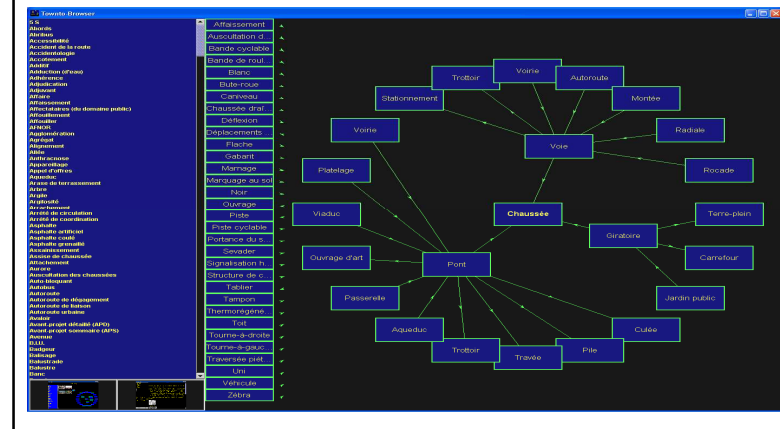 Townto-Browser
5 S
Abords
Abribus
Accessibilité
Accident de la route
Accidentologie
Accotement
Additif
Adduction (d'eau)
Adhérence
Adjudication
Adjuvant
Affaire
Affaissement
Affectataires (du domaine public)
Affouillement
Affouiller
AFNOR
Agglomération
Agrégat
Alignement
Allée
Anthracnose
Appareillage
Appel d'offres
Aqueduc
Arase de terrassement
Arbre
Argile
Argilosité
Arrachement
Arrêté de circulation
Arrêté de coordination
Asphalte
Asphalte artificiel
Asphalte coulé
Asphalte grenaillé
Assainissement
Assise de chaussée
Attachement
Aurore
Auscultation des chaussées
Auto-bloquant
Autobus
Autoroute
Autoroute de dégagement
Autoroute de liaison
Autoroute urbaine
Avaloir
Avant-projet détaillé (APD)
Avant-projet sommaire (APS)
Avenue
B.I.U.
Badgeur
Balisage
Balustrade
Balustre
Banc
Affaissement
Auscultation d...
Bande cyclable
Bande de roul...
Blanc
Bute-roue
Caniveau
Chaussée draî...
Déflexion
Déplacements ...
Flache
Gabarit
Marnage
Marquage au sol
Noir
Ouvrage
Piste
Piste cyclable
Portance du s...
Sevader
Signalisation h...
Structure de c...
Tablier
Tampon
Thermorégéné...
Toit
Tourne-à-droite
Tourne-à-gauc...
Traversée piét...
Uni
Véhicule
Zébra
Voirie
Trottoir
Autoroute
Stationnement
Montée
Voirie
Radiale
Voie
Platelage
Rocade
Viaduc
Chaussée
Terre-plein
Giratoire
Ouvrage d'art
Pont
Carrefour
Passerelle
Jardin public
Aqueduc
Culée
Trottoir
Travée
Pile